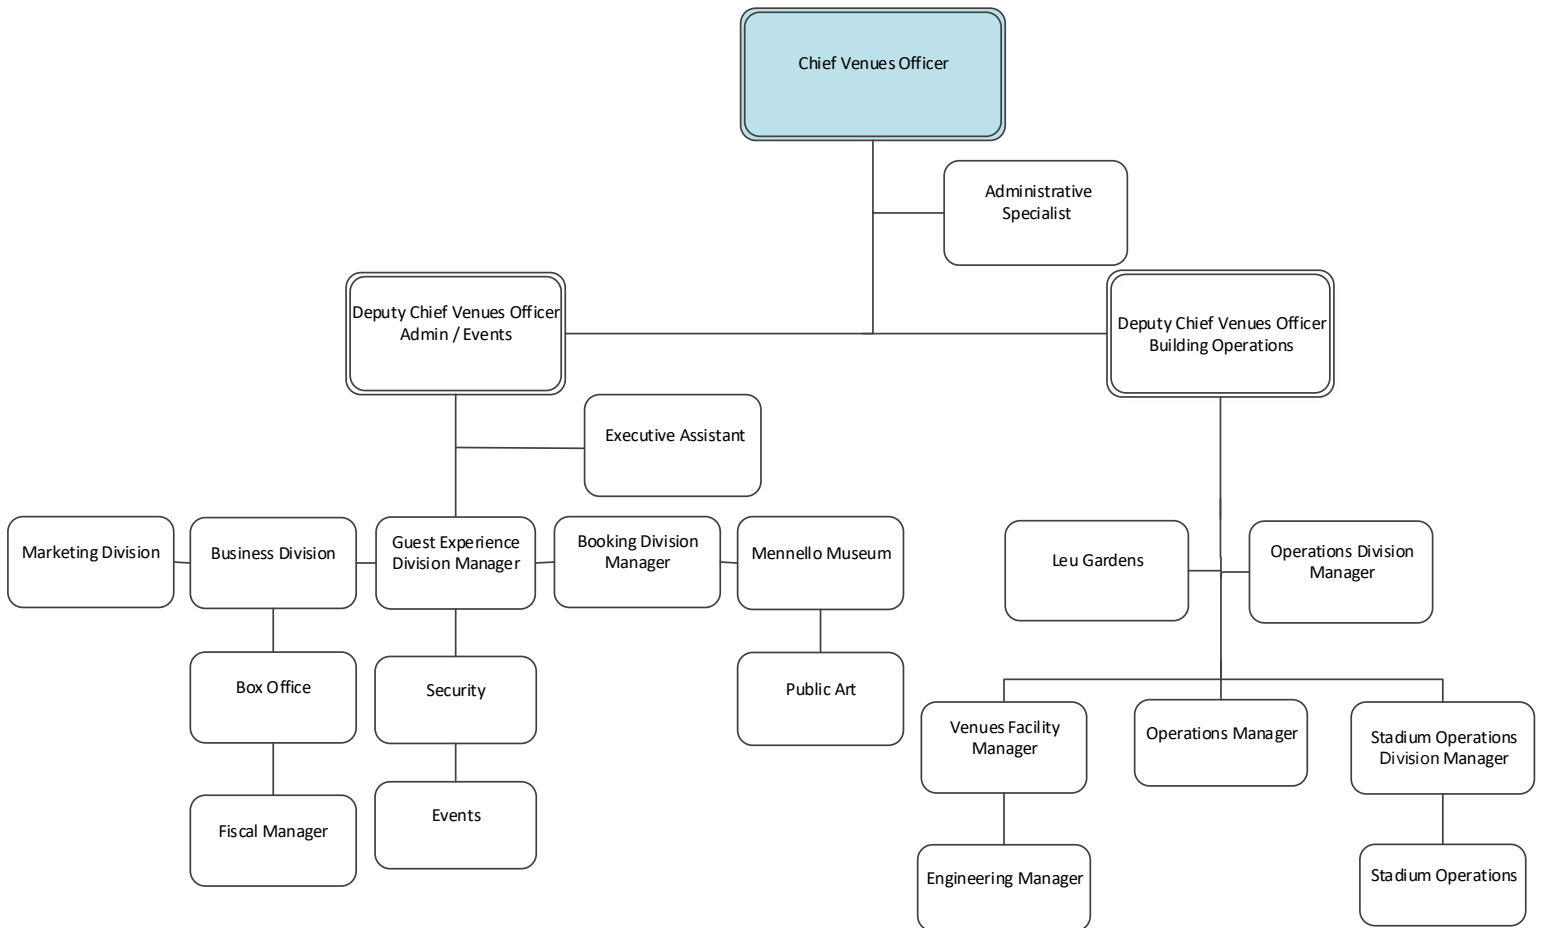 Chief Venues Officer
Administrative
Specialist
Deputy Chief Venues Officer
Admin / Events
Deputy Chief Venues Officer
Building Operations
Executive Assistant
Marketing Division
Business Division
Guest Experience
Division Manager
Booking Division
Manager
Mennello Museum
Leu Gardens
Operations Division
Manager
Box Office
Security
Public Art
Venues Facility
Manager
Operations Manager
Stadium Operations
Division Manager
Fiscal Manager
Events
Engineering Manager
Stadium Operations